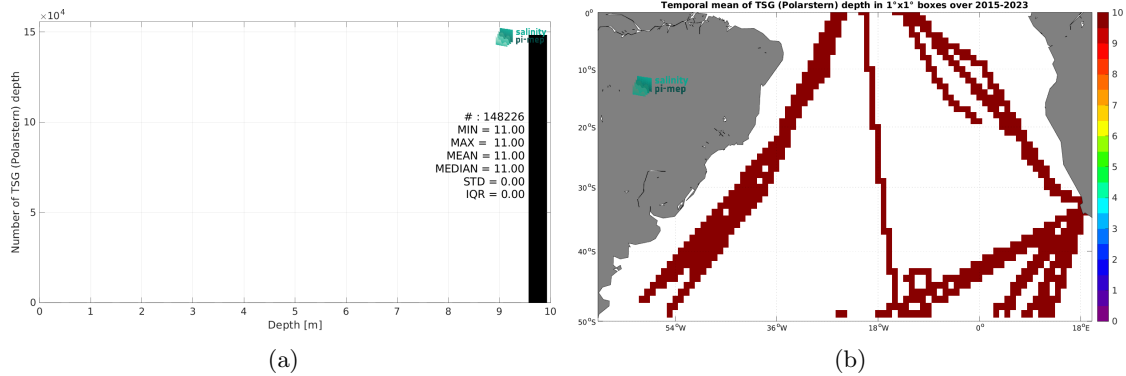 ×10⁴
15
10
5
0
Number of TSG (Polarstern) depth
0 1 2 3 4 5 6 7 8 9 10
Depth [m]
salinity
pi-mep
# : 148226
MIN = 11.00
MAX = 11.00
MEAN = 11.00
MEDIAN = 11.00
STD = 0.00
IQR = 0.00
(a)
Temporal mean of TSG (Polarstern) depth in 1°x1° boxes over 2015-2023
0°
10°S
20°S
30°S
40°S
50°S
54°W 36°W 18°W 0° 18°E
salinity
pi-mep
10
9
8
7
6
5
4
3
2
1
0
(b)